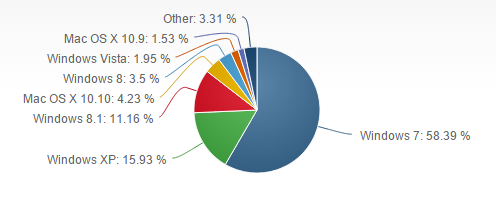 Other: 3.31 %
Mac OS X 10.9: 1.53 %
Windows Vista: 1.95 %
Windows 8: 3.5 %
Mac OS X 10.10: 4.23 %
Windows 8.1: 11.16 %
Windows 7: 58.39 %
Windows XP: 15.93 %